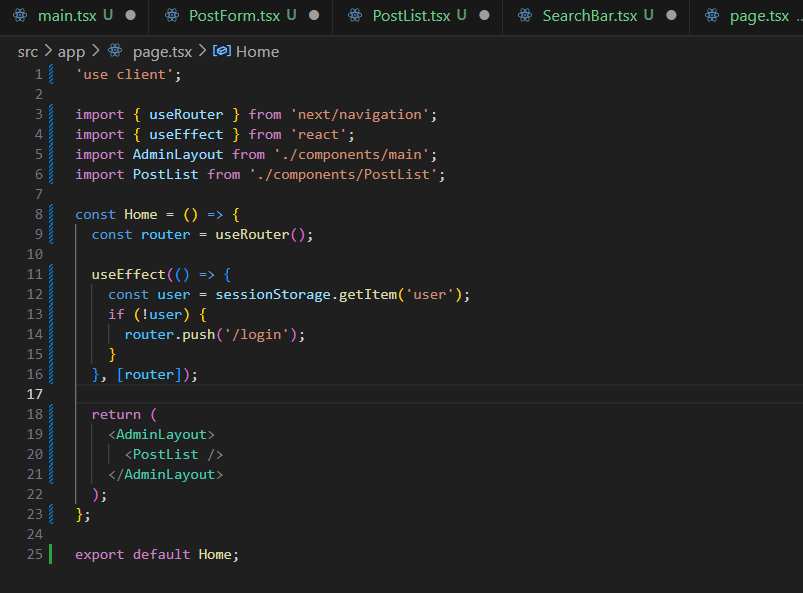 main.tsx U PostForm.tsx U PostList.tsx U SearchBar.tsx U page.tsx ..
src > app > page.tsx > Home
1 'use client';
2
3 import { useRouter } from 'next/navigation';
4 import { useEffect } from 'react';
5 import AdminLayout from './components/main';
6 import PostList from './components/PostList';
7
8 const Home = () => {
9   const router = useRouter();
10
11   useEffect(() => {
12     const user = sessionStorage.getItem('user');
13     if (!user) {
14       router.push('/login');
15     }
16   }, [router]);
17
18   return (
19     <AdminLayout>
20       <PostList />
21     </AdminLayout>
22   );
23 };
24
25 export default Home;